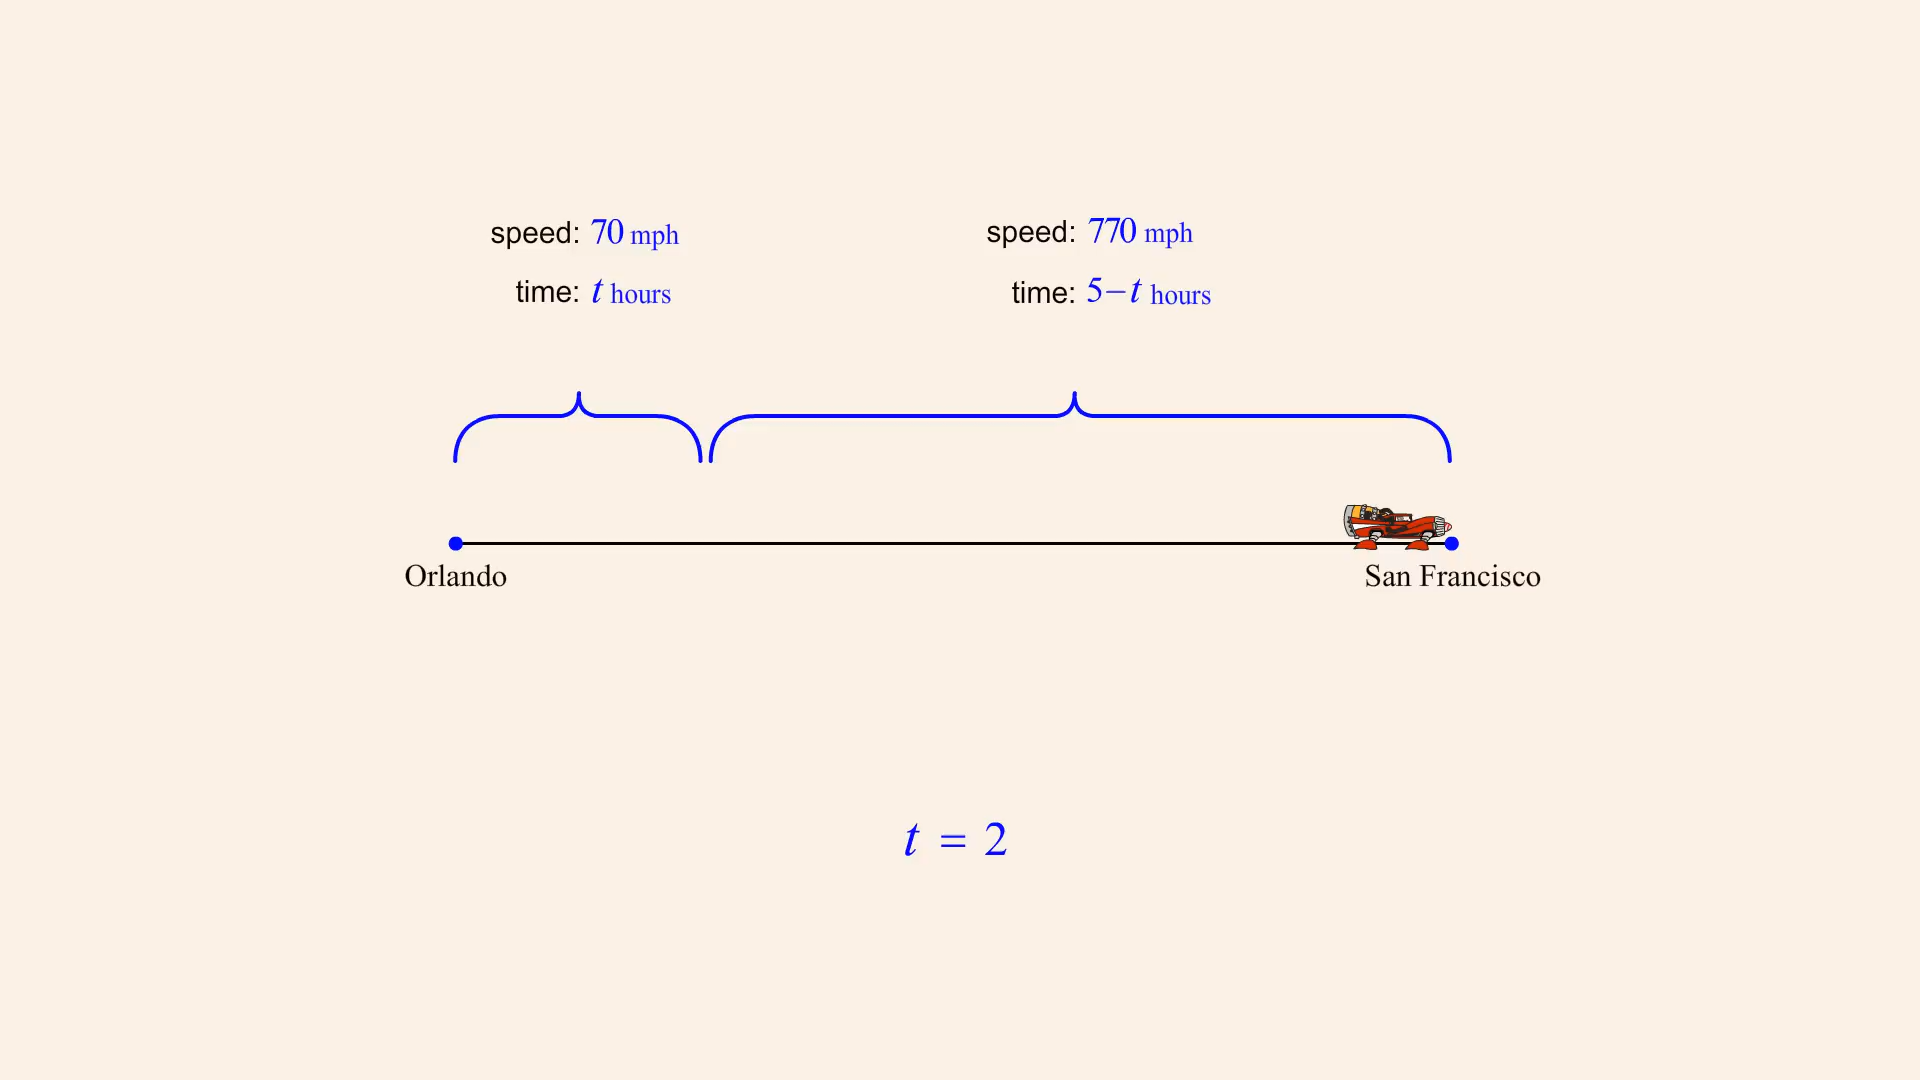 speed: 70 mph
time: t hours
speed: 770 mph
time: 5−t hours
Orlando
San Francisco
t = 2